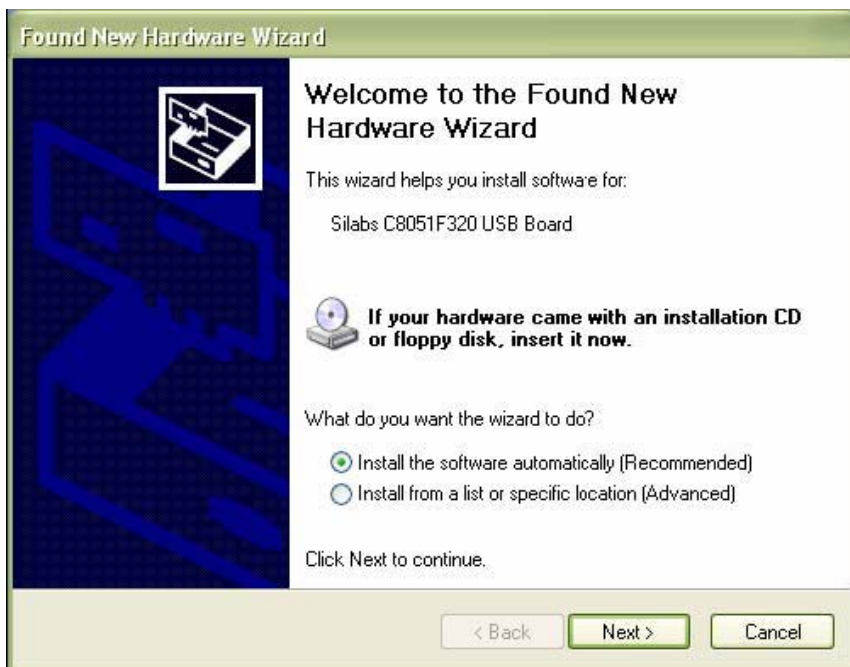 Found New Hardware Wizard
Welcome to the Found New
Hardware Wizard
This wizard helps you install software for:
Silabs C8051F320 USB Board
If your hardware came with an installation CD
or floppy disk, insert it now.
What do you want the wizard to do?
Install the software automatically (Recommended)
Install from a list or specific location (Advanced)
Click Next to continue.
< Back
Next >
Cancel